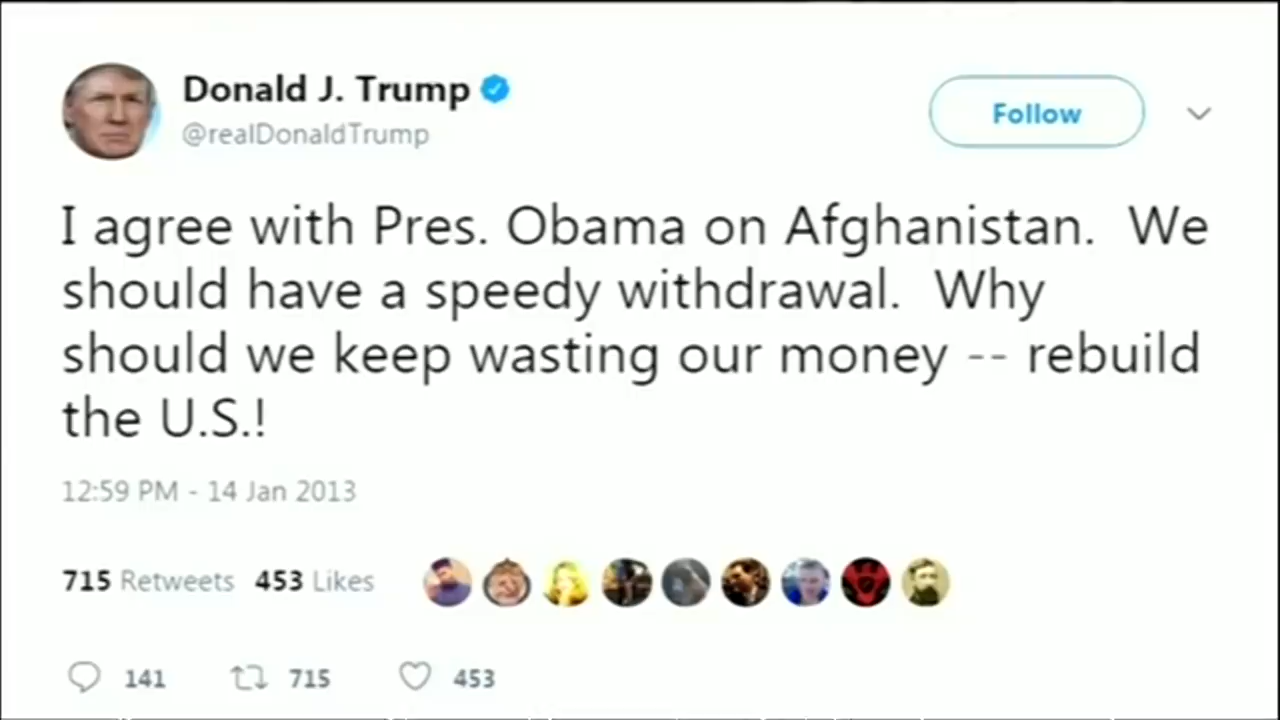 Donald J. Trump
@realDonaldTrump
Follow
I agree with Pres. Obama on Afghanistan. We
should have a speedy withdrawal. Why
should we keep wasting our money -- rebuild
the U.S.!
12:59 PM - 14 Jan 2013
715 Retweets 453 Likes
141 715 453